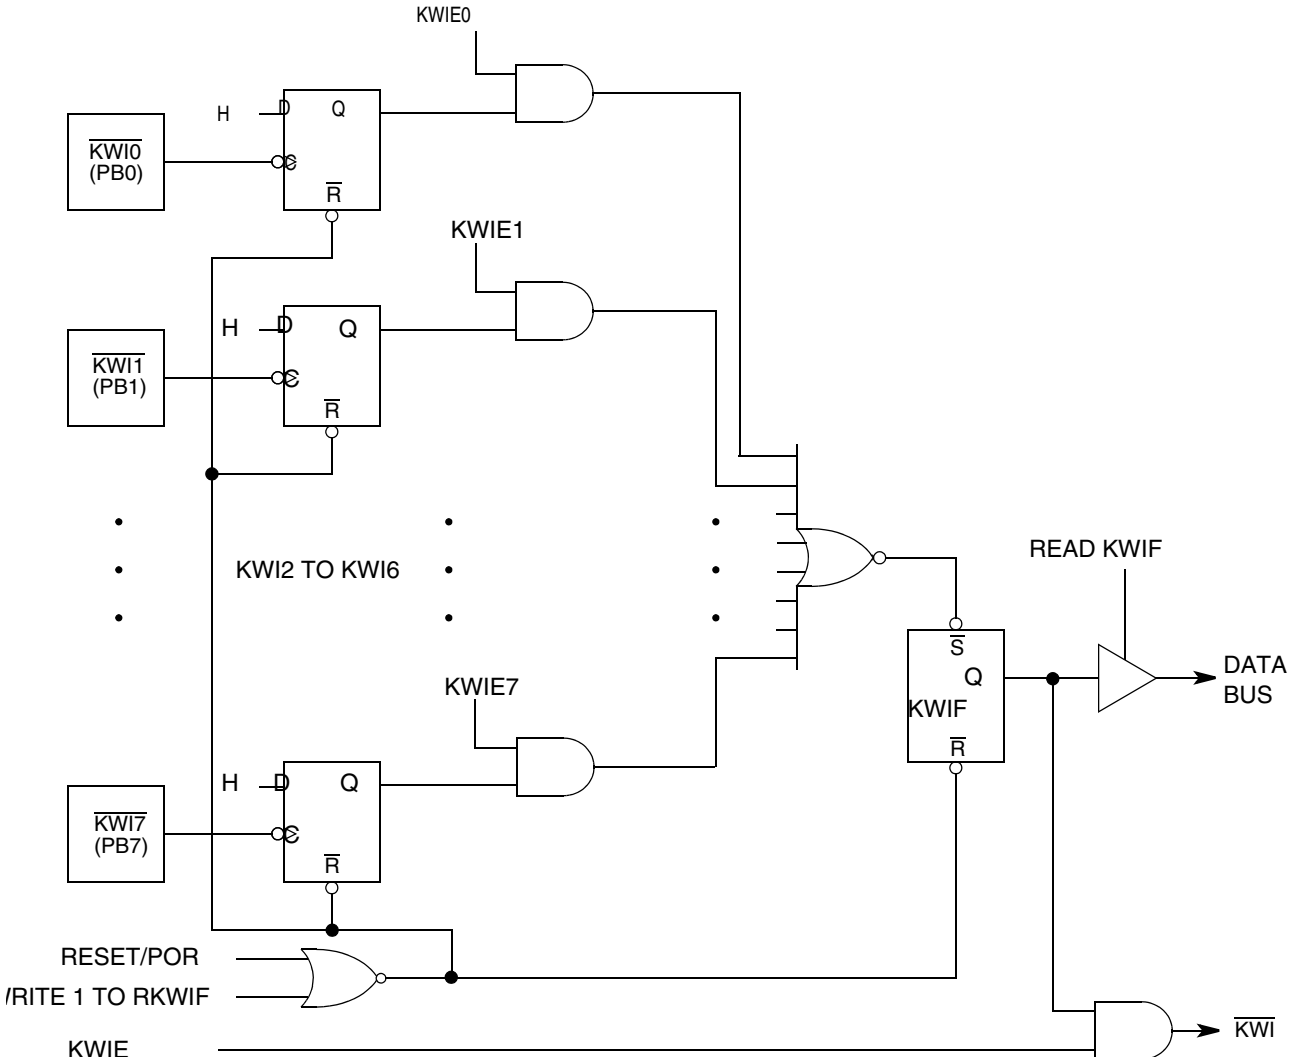 KWIE0
H
D
Q
KWI0
(PB0)
C
R
KWIE1
H
D
Q
KWI1
(PB1)
C
R
KWI2 TO KWI6
READ KWIF
S
Q
KWIF
R
DATA
BUS
KWIE7
H
D
Q
KWI7
(PB7)
C
R
RESET/POR
1 TO RKWIF
KWI
KWIE